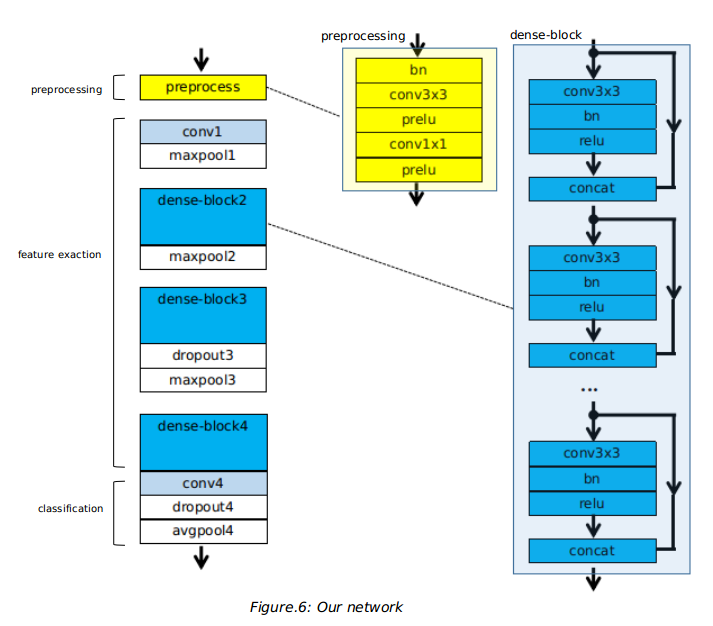 preprocessing
preprocess
conv1
maxpool1
feature exaction
dense-block2
maxpool2
dense-block3
dropout3
maxpool3
dense-block4
classification
conv4
dropout4
avgpool4
preprocessing
bn
conv3x3
prelu
conv1x1
prelu
dense-block
conv3x3
bn
relu
concat
conv3x3
bn
relu
concat
...
conv3x3
bn
relu
concat
Figure.6: Our network